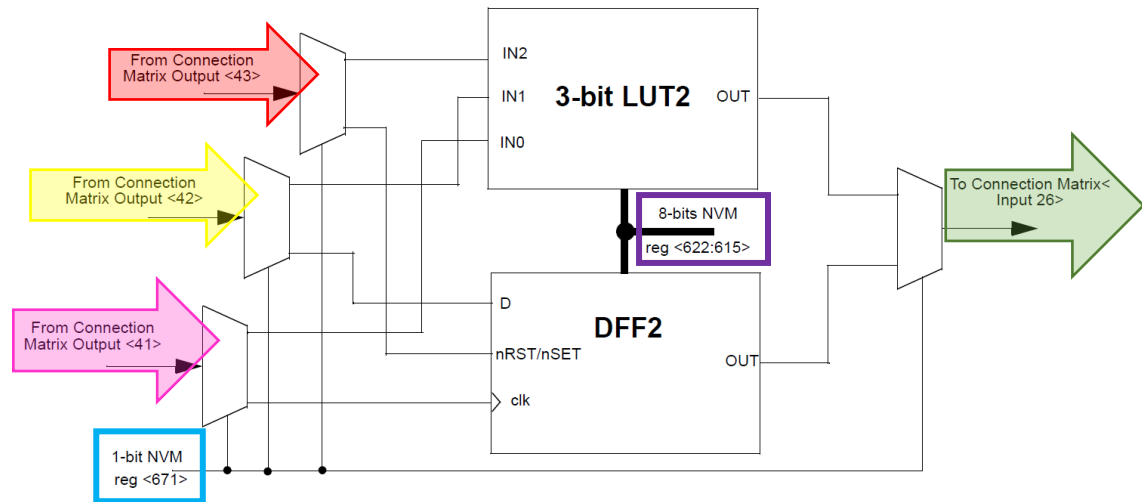 From Connection
Matrix Output <43>
IN2
IN1
IN0
3-bit LUT2
OUT
From Connection
Matrix Output <42>
To Connection Matrix<
Input 26>
8-bits NVM
reg <622:615>
From Connection
Matrix Output <41>
D
nRST/nSET
clk
DFF2
OUT
1-bit NVM
reg <671>